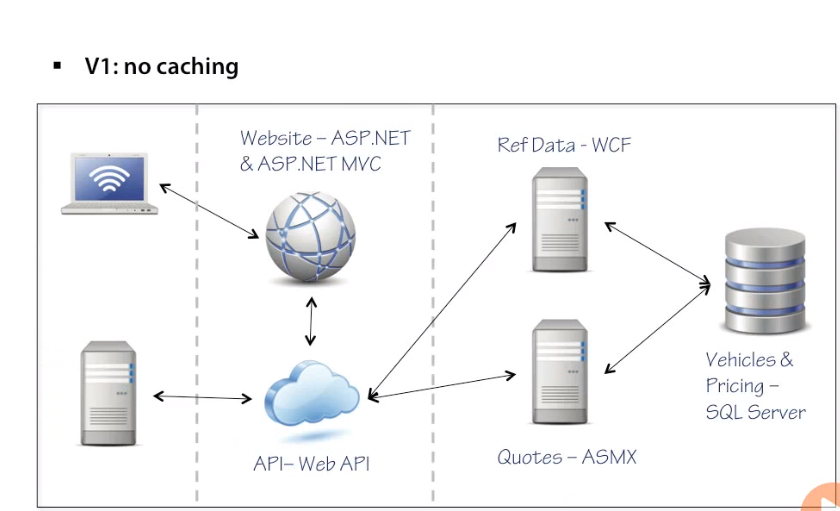 ▪ V1: no caching
Website – ASP.NET
& ASP.NET MVC
Ref Data - WCF
Vehicles &
Pricing –
SQL Server
API– Web API
Quotes – ASMX